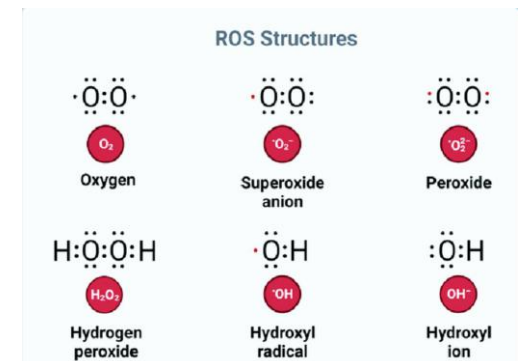 ROS Structures
·Ö:Ö·
·Ö:Ö:
:Ö:Ö:
O₂
·O₂⁻
·O₂²⁻
Oxygen
Superoxide
anion
Peroxide
H:Ö:Ö:H
·Ö:H
:Ö:H
H₂O₂
·OH
OH⁻
Hydrogen
peroxide
Hydroxyl
radical
Hydroxyl
ion